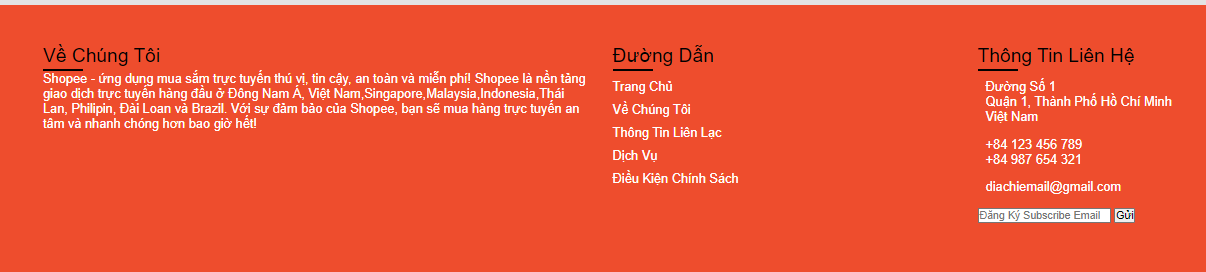 Về Chúng Tôi
Shopee - ứng dụng mua sắm trực tuyến thú vị, tin cậy, an toàn và miễn phí! Shopee là nền tảng
giao dịch trực tuyến hàng đầu ở Đông Nam Á, Việt Nam,Singapore,Malaysia,Indonesia,Thái
Lan, Philipin, Đài Loan và Brazil. Với sự đảm bảo của Shopee, bạn sẽ mua hàng trực tuyến an
tâm và nhanh chóng hơn bao giờ hết!
Đường Dẫn
Trang Chủ
Về Chúng Tôi
Thông Tin Liên Lạc
Dịch Vụ
Điều Kiện Chính Sách
Thông Tin Liên Hệ
Đường Số 1
Quận 1, Thành Phố Hồ Chí Minh
Việt Nam
+84 123 456 789
+84 987 654 321
diachiemail@gmail.com
Đăng Ký Subscribe Email Gửi